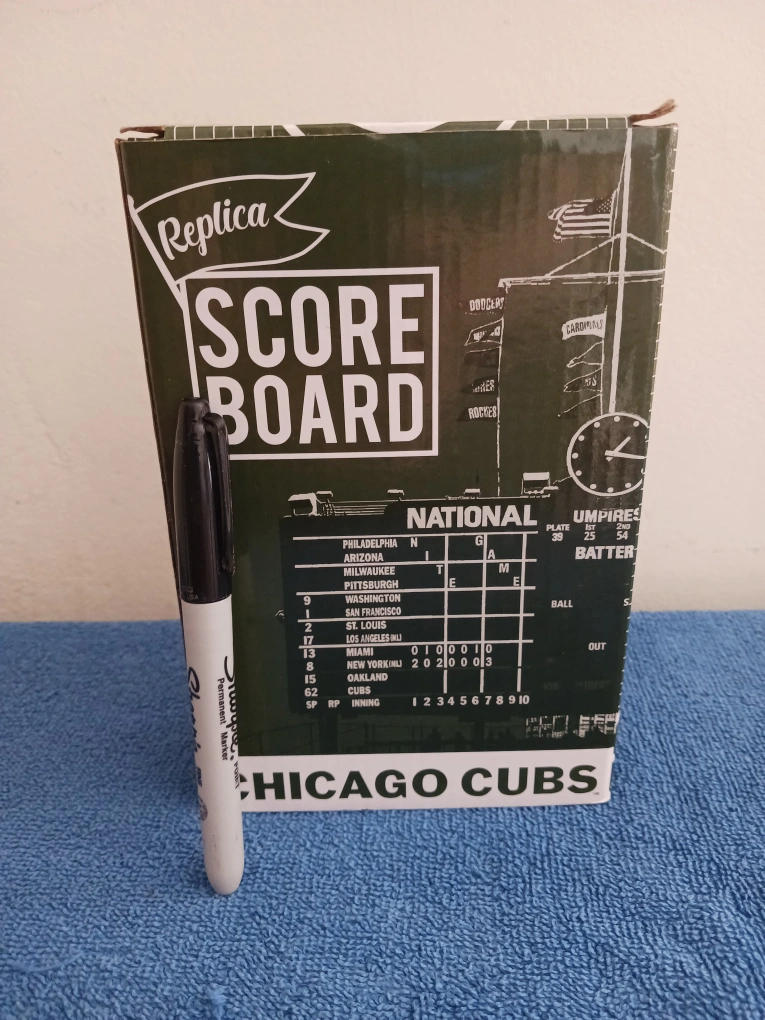 Replica
SCORE
BOARD
DODGERS
CARDINALS
ROCKIES
NATIONAL
PHILADELPHIA N G
ARIZONA I A
MILWAUKEE T M
PITTSBURGH E E
9 WASHINGTON
1 SAN FRANCISCO
2 ST. LOUIS
17 LOS ANGELES (NL)
13 MIAMI 0 1 0 0 0 1 0
8 NEW YORK (NL) 2 0 2 0 0 0 3
15 OAKLAND
62 CUBS
SP RP INNING 1 2 3 4 5 6 7 8 9 10
UMPIRES
PLATE 1ST 2ND
39 25 54
BATTER
BALL S
OUT
CHICAGO CUBS
Sharpie
Permanent Marker